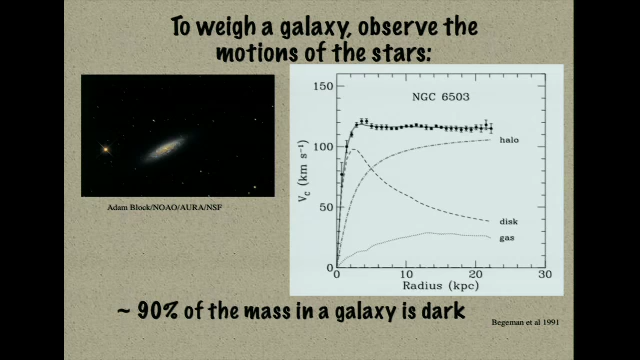 To weigh a galaxy, observe the
motions of the stars:
NGC 6503
150
100
50
0
V_c (km s⁻¹)
halo
disk
gas
0
10
20
30
Radius (kpc)
Adam Block/NOAO/AURA/NSF
~ 90% of the mass in a galaxy is dark
Begeman et al 1991